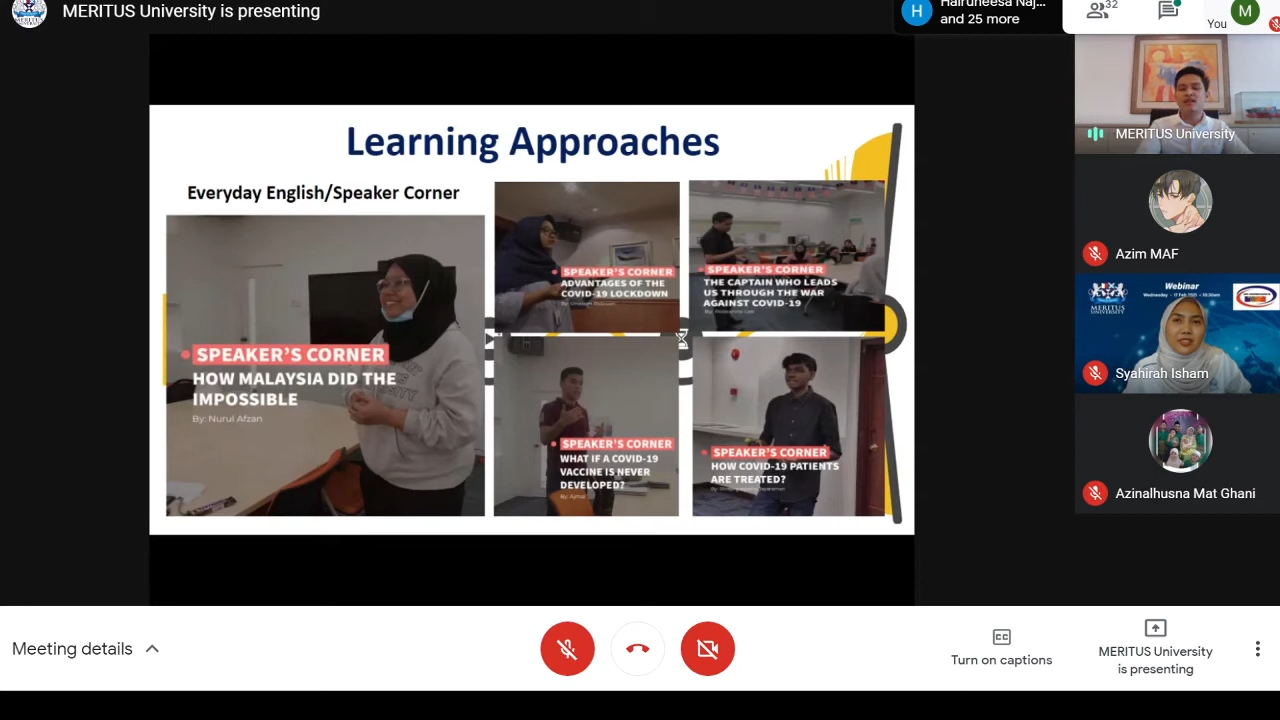 MERITUS University is presenting
and 25 more
32
You
M
H
Learning Approaches
Everyday English/Speaker Corner
SPEAKER'S CORNER
HOW MALAYSIA DID THE
IMPOSSIBLE
By: Nurul Afzan
SPEAKER'S CORNER
ADVANTAGES OF THE
COVID-19 LOCKDOWN
SPEAKER'S CORNER
THE CAPTAIN WHO LEADS
US THROUGH THE WAR
AGAINST COVID-19
SPEAKER'S CORNER
WHAT IF A COVID-19
VACCINE IS NEVER
DEVELOPED?
SPEAKER'S CORNER
HOW COVID-19 PATIENTS
ARE TREATED?
MERITUS University
Azim MAF
Webinar
MERITUS
UNIVERSITY
Syahirah Isham
Azinalhusna Mat Ghani
Meeting details
CC
Turn on captions
MERITUS University
is presenting